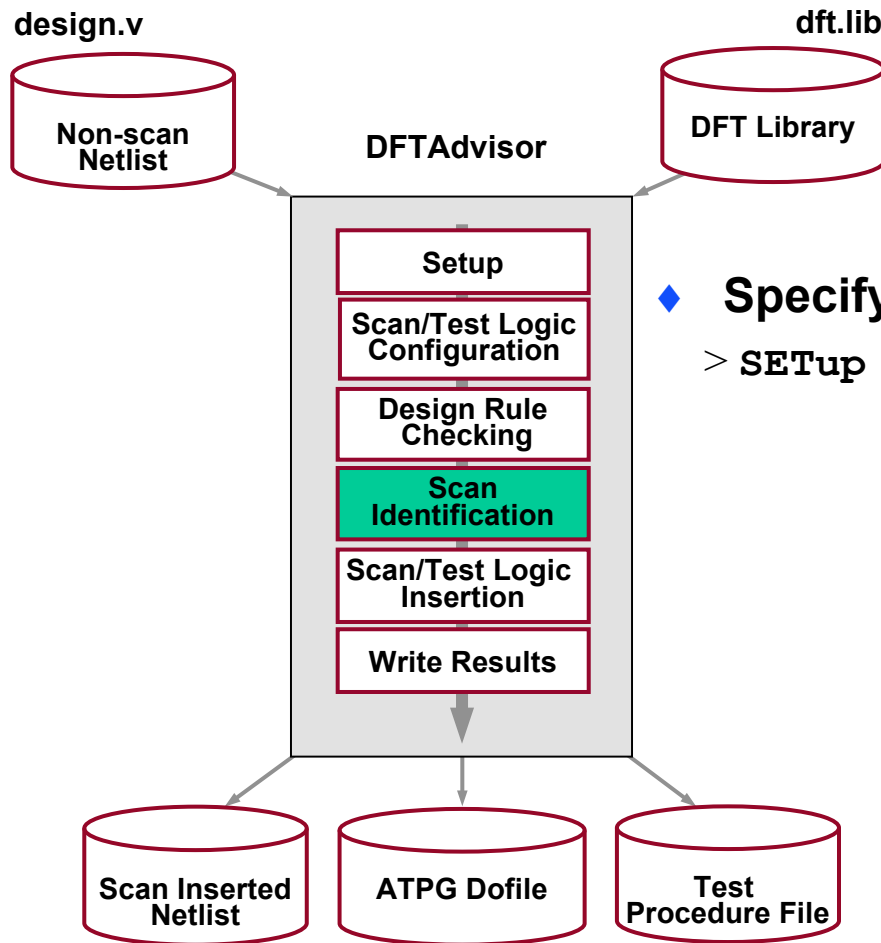 design.v
dft.lib
Non-scan
Netlist
DFT Library
DFTAdvisor
Setup
Scan/Test Logic
Configuration
Design Rule
Checking
Scan
Identification
Scan/Test Logic
Insertion
Write Results
♦ Specify
> SETup
Scan Inserted
Netlist
ATPG Dofile
Test
Procedure File